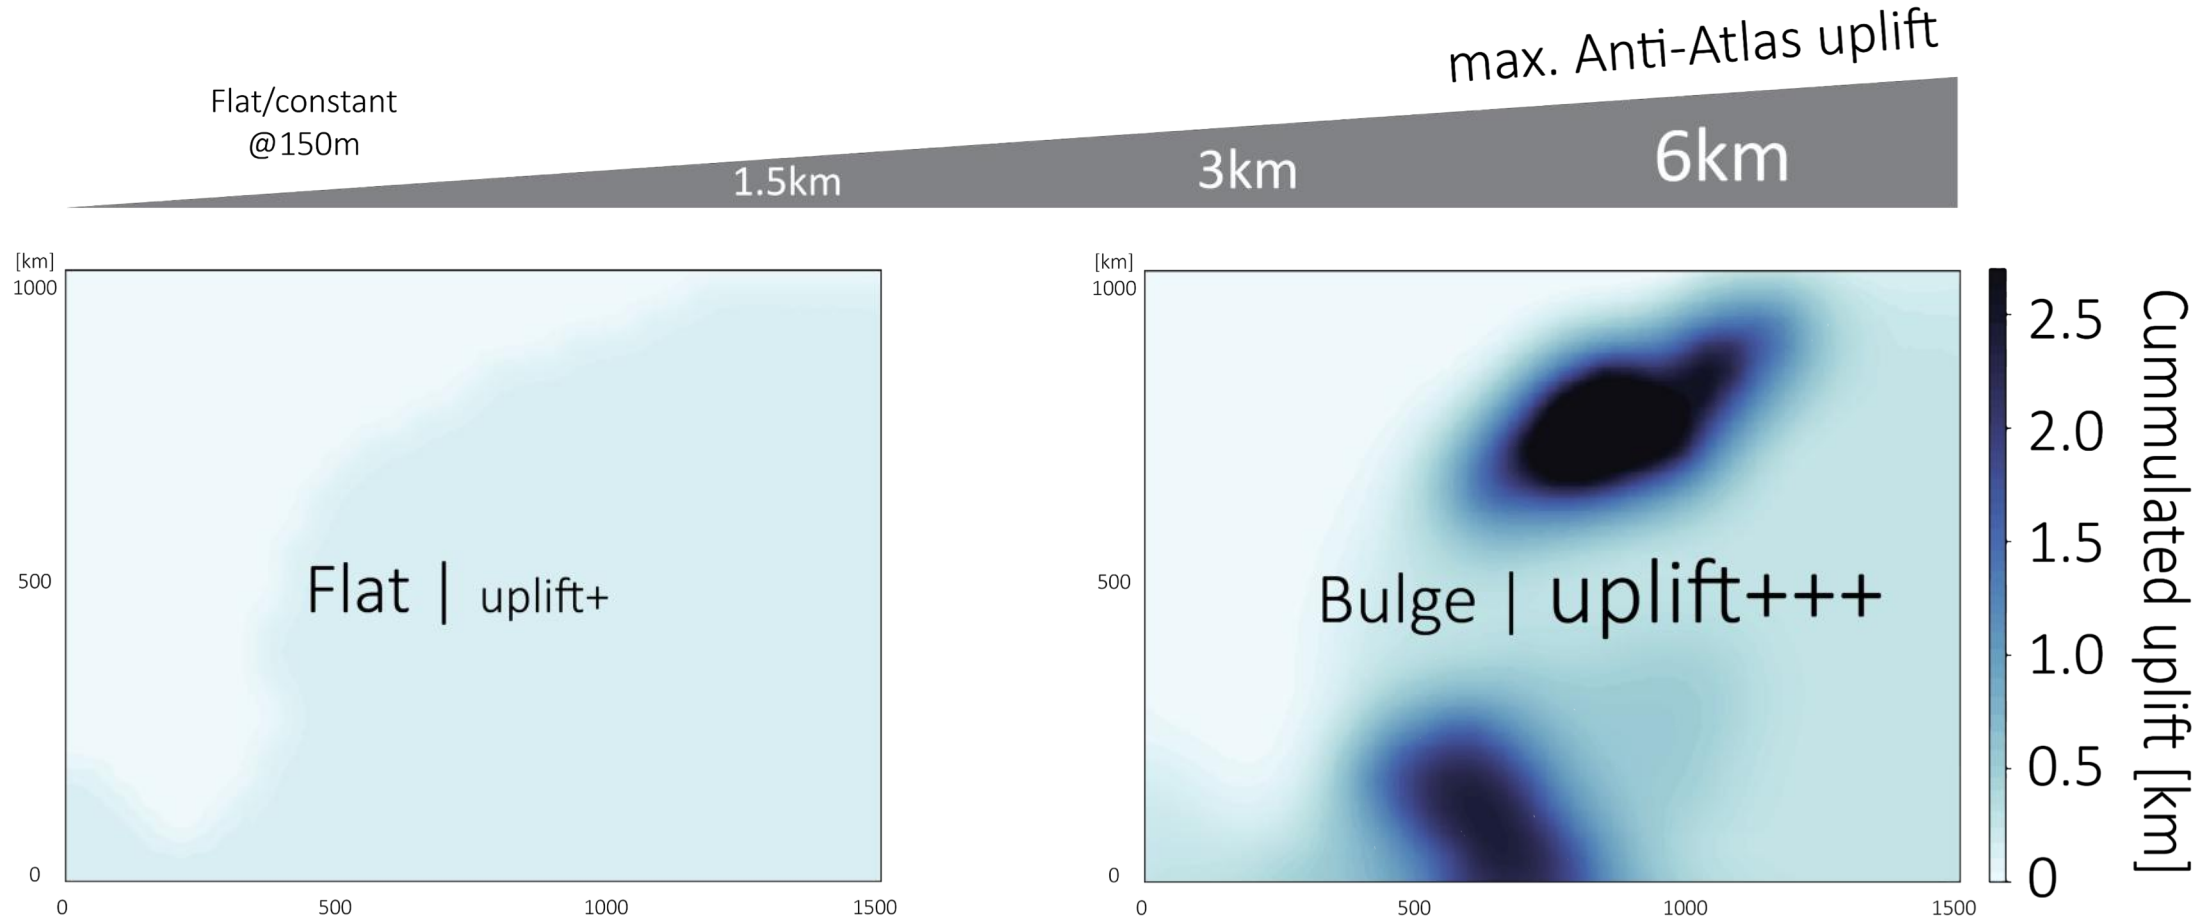 max. Anti-Atlas uplift
Flat/constant
@150m
1.5km
3km
6km
[km]
1000
500
0
0
500
1000
1500
Flat | uplift+
[km]
1000
500
0
0
500
1000
1500
Bulge | uplift+++
2.5
2.0
1.5
1.0
0.5
0
Cummulated uplift [km]